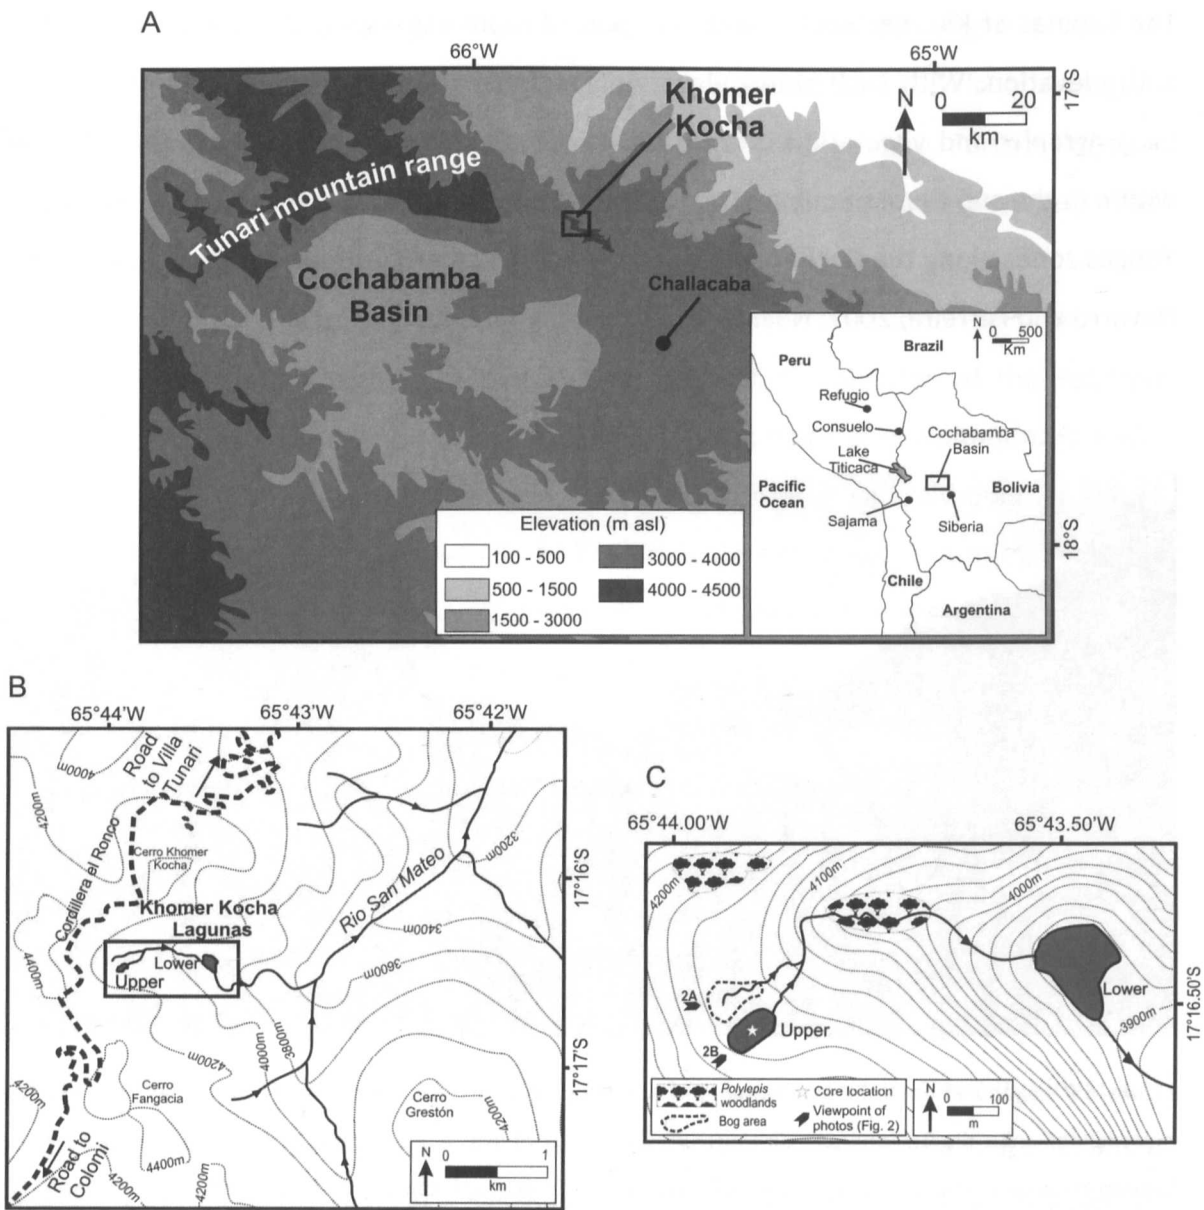 A
66°W
65°W
17°S
18°S
Khomer
Kocha
N
0 20
km
Tunari mountain range
Cochabamba
Basin
Challacaba
Elevation (m asl)
100 - 500
500 - 1500
1500 - 3000
3000 - 4000
4000 - 4500
N
0 500
Km
Peru
Brazil
Refugio
Consuelo
Lake
Titicaca
Cochabamba
Basin
Pacific
Ocean
Bolivia
Sajama
Siberia
Chile
Argentina
B
65°44'W
65°43'W
65°42'W
17°16'S
17°17'S
4000m
4200m
Road
to Villa
Tunari
Cordillera el Ronco
Cerro Khomer
Kocha
Khomer Kocha
Lagunas
Upper
Lower
Río San Mateo
3200m
3400m
3600m
3800m
4000m
4200m
4400m
4200m
Cerro
Fangacia
Cerro
Grestón
4200m
4400m
4200m
4200m
Road to
Colomi
N
0 1
km
C
65°44.00'W
65°43.50'W
17°16.50'S
4200m
4100m
4000m
3900m
2A
2B
Upper
Lower
Polylepis
woodlands
Bog area
Core location
Viewpoint of
photos (Fig. 2)
N
0 100
m